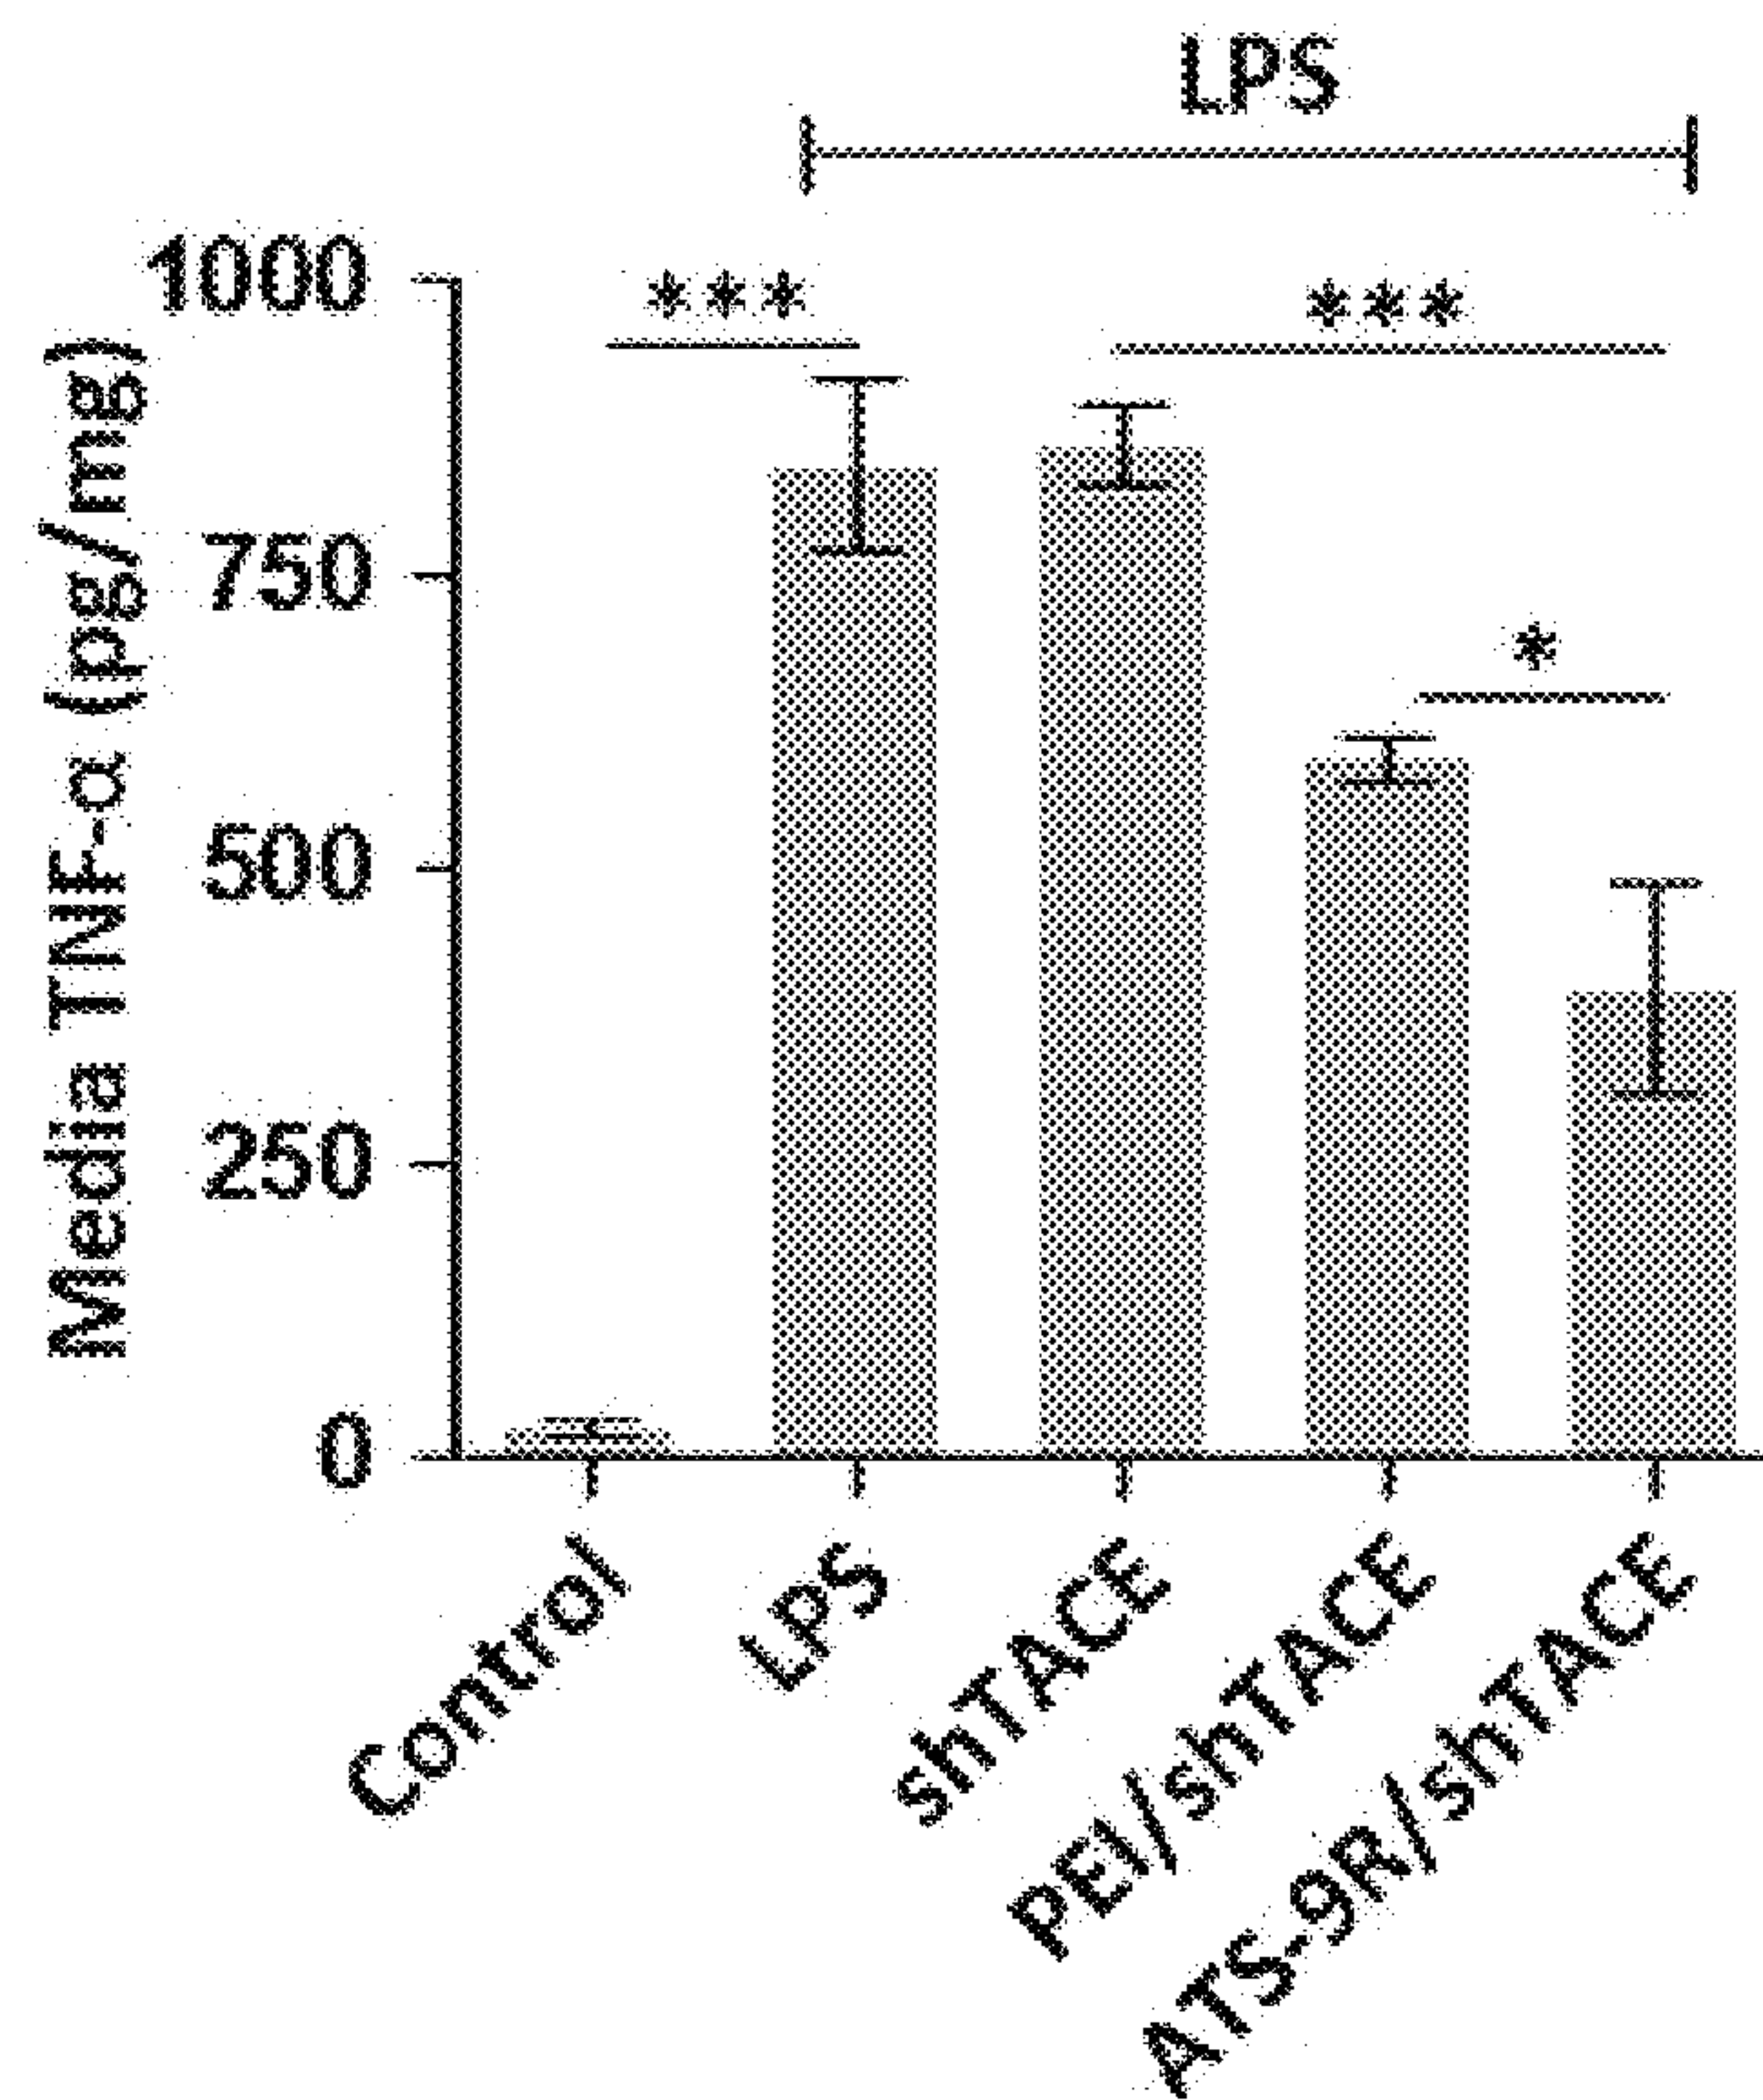 LPS
***
***
*
Media TNF-α (pg/mg)
1000
750
500
250
0
Control
LPS
shTACE
PEI/shTACE
ATS-9R/shTACE